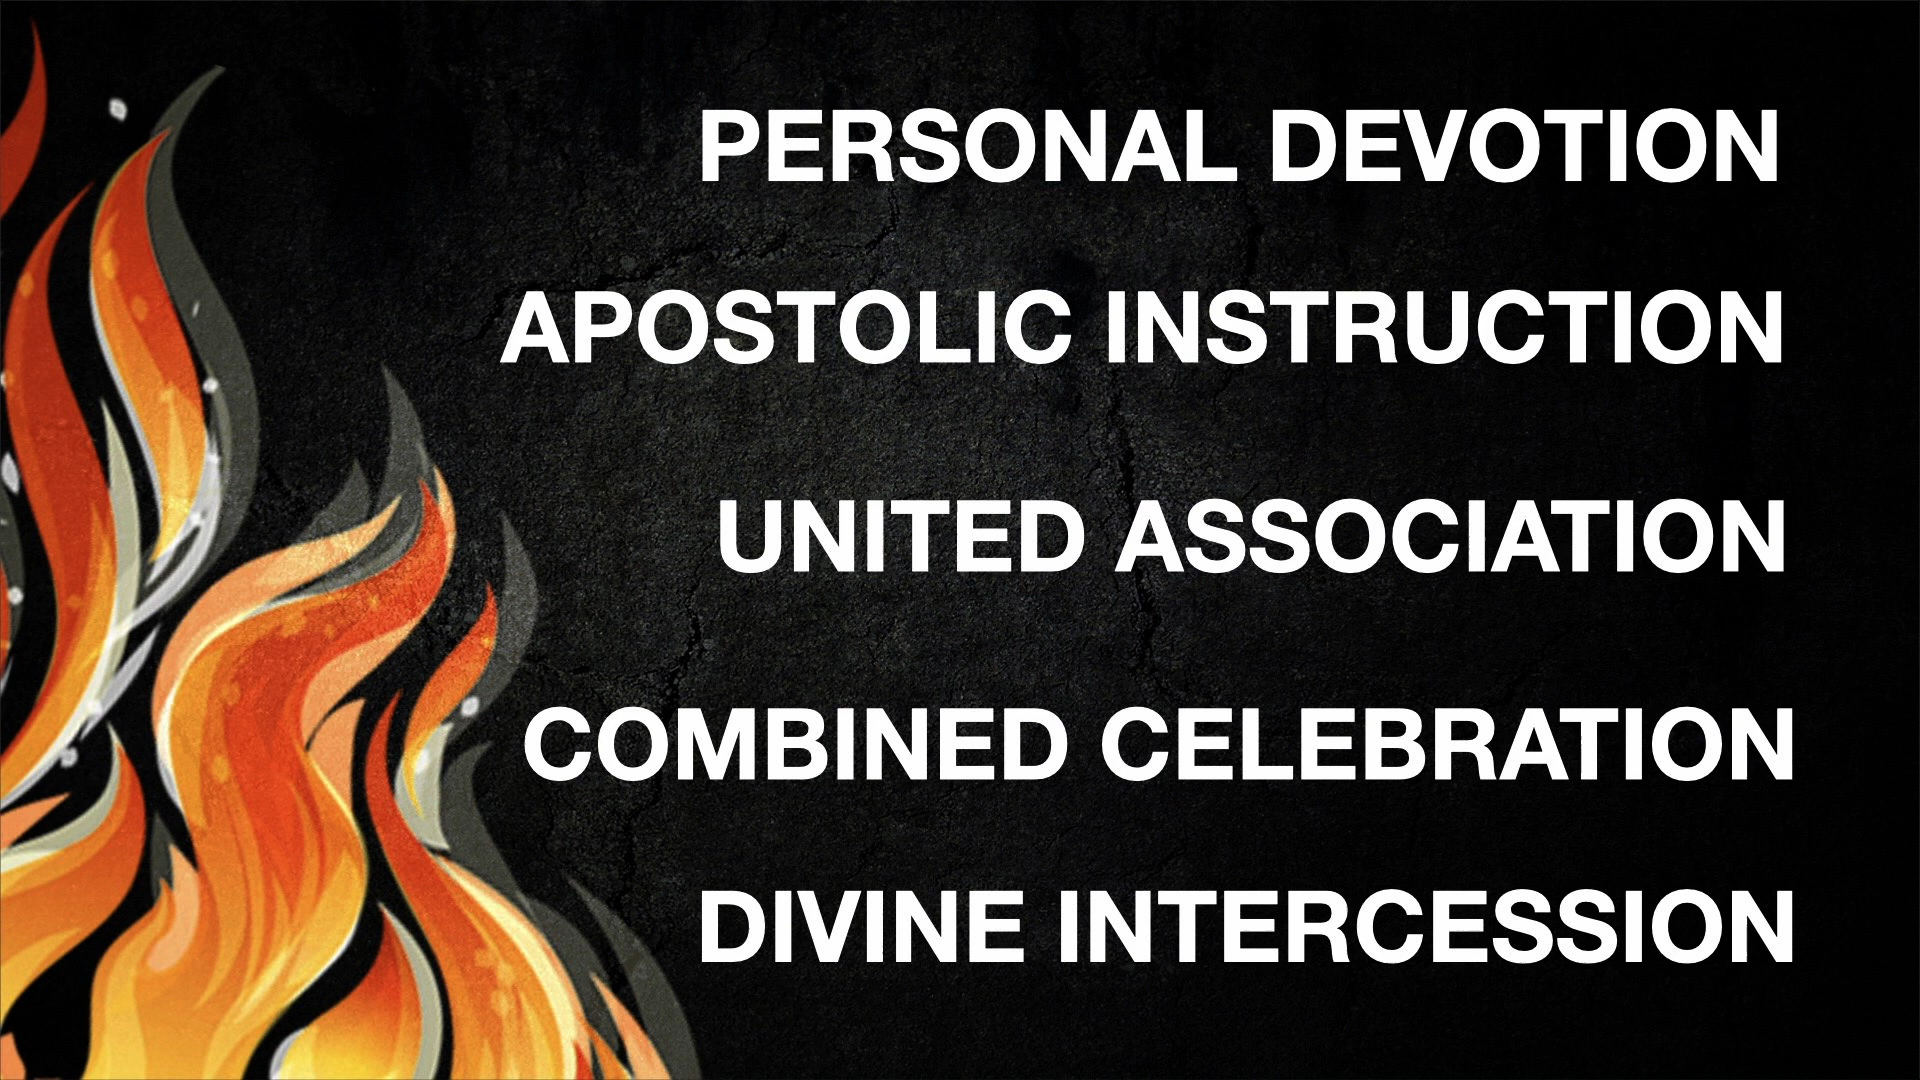 PERSONAL DEVOTION
APOSTOLIC INSTRUCTION
UNITED ASSOCIATION
COMBINED CELEBRATION
DIVINE INTERCESSION